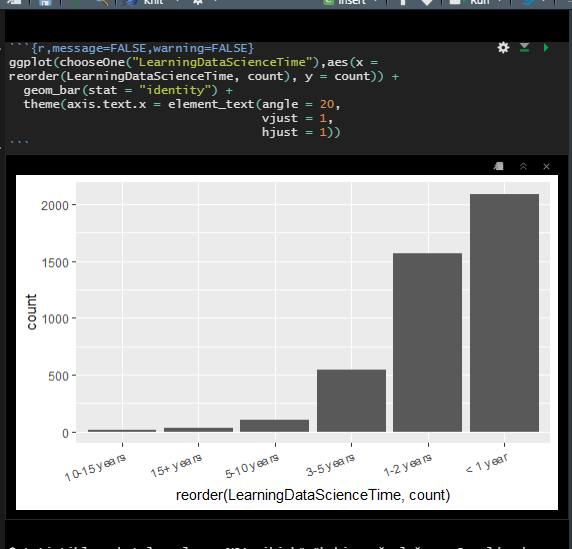 Knit
Insert
Run
```{r,message=FALSE,warning=FALSE}
ggplot(chooseOne("LearningDataScienceTime"),aes(x =
reorder(LearningDataScienceTime, count), y = count)) +
geom_bar(stat = "identity") +
theme(axis.text.x = element_text(angle = 20,
vjust = 1,
hjust = 1))
```
2000
1500
1000
500
0
count
10-15 years
15+ years
5-10 years
3-5 years
1-2 years
< 1 year
reorder(LearningDataScienceTime, count)